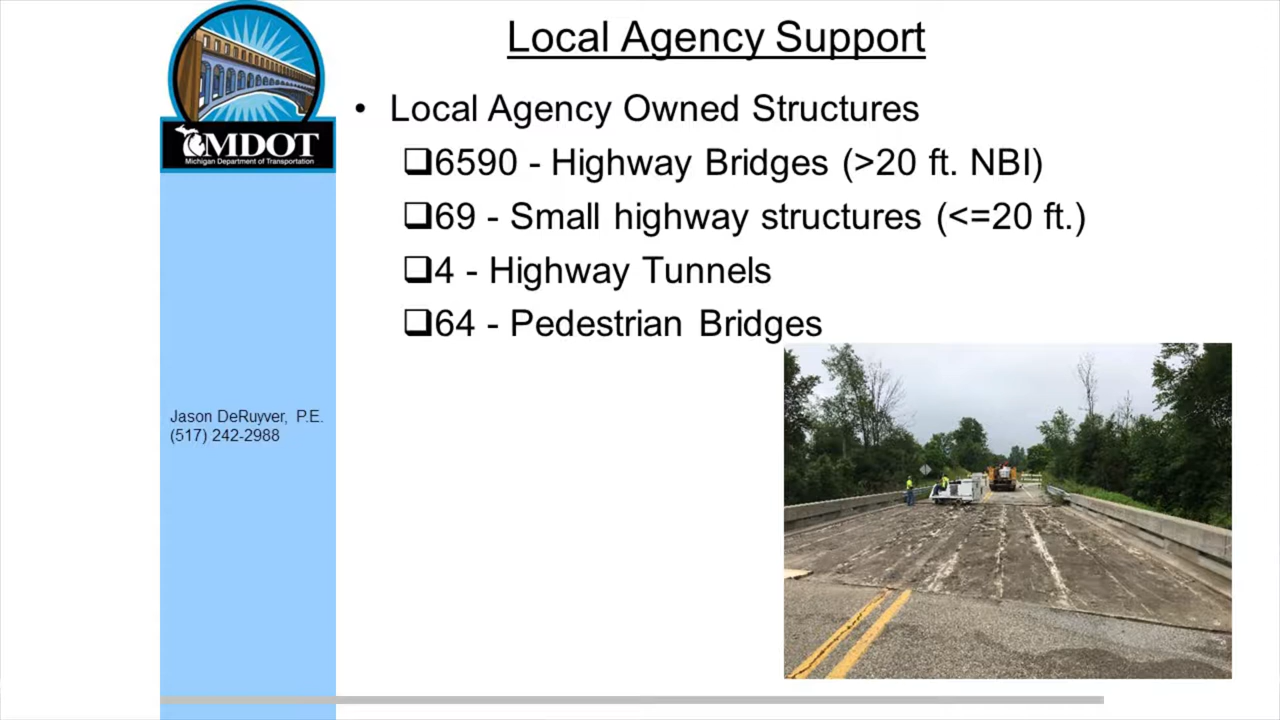 Local Agency Support
MDOT
Michigan Department of Transportation
• Local Agency Owned Structures
❑6590 - Highway Bridges (>20 ft. NBI)
❑69 - Small highway structures (<=20 ft.)
❑4 - Highway Tunnels
❑64 - Pedestrian Bridges
Jason DeRuyver, P.E.
(517) 242-2988